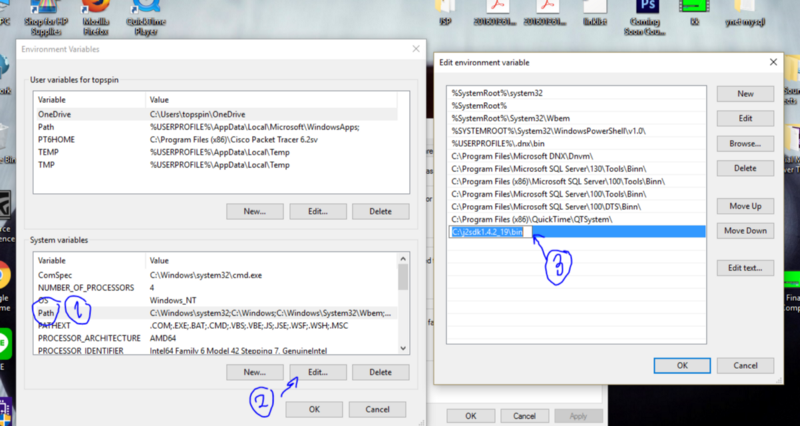 PC
Shop for HP
Supplies
Mozilla
Firefox
QuickTime
Player
ISP
linklist
Coming
Soon Cou...
kk
ynet mysql
Environment Variables
User variables for topspin
Variable Value
OneDrive C:\Users\topspin\OneDrive
Path %USERPROFILE%\AppData\Local\Microsoft\WindowsApps;
PT6HOME C:\Program Files (x86)\Cisco Packet Tracer 6.2sv
TEMP %USERPROFILE%\AppData\Local\Temp
TMP %USERPROFILE%\AppData\Local\Temp
New... Edit... Delete
System variables
Variable Value
ComSpec C:\Windows\system32\cmd.exe
NUMBER_OF_PROCESSORS 4
OS Windows_NT
Path C:\Windows\system32;C:\Windows;C:\Windows\System32\Wbem;...
PATHEXT .COM;.EXE;.BAT;.CMD;.VBS;.VBE;.JS;.JSE;.WSF;.WSH;.MSC
PROCESSOR_ARCHITECTURE AMD64
PROCESSOR_IDENTIFIER Intel64 Family 6 Model 42 Stepping 7, GenuineIntel
1
New... Edit... Delete
2
OK Cancel
Edit environment variable
%SystemRoot%\system32
%SystemRoot%
%SystemRoot%\System32\Wbem
%SYSTEMROOT%\System32\WindowsPowerShell\v1.0\
%USERPROFILE%\.dnx\bin
C:\Program Files\Microsoft DNX\Dnvm\
C:\Program Files\Microsoft SQL Server\130\Tools\Binn\
C:\Program Files (x86)\Microsoft SQL Server\100\Tools\Binn\
C:\Program Files\Microsoft SQL Server\100\Tools\Binn\
C:\Program Files\Microsoft SQL Server\100\DTS\Binn\
C:\Program Files (x86)\QuickTime\QTSystem\
C:\j2sdk1.4.2_19\bin
3
New
Edit
Browse...
Delete
Move Up
Move Down
Edit text...
OK Cancel
OK Cancel Apply